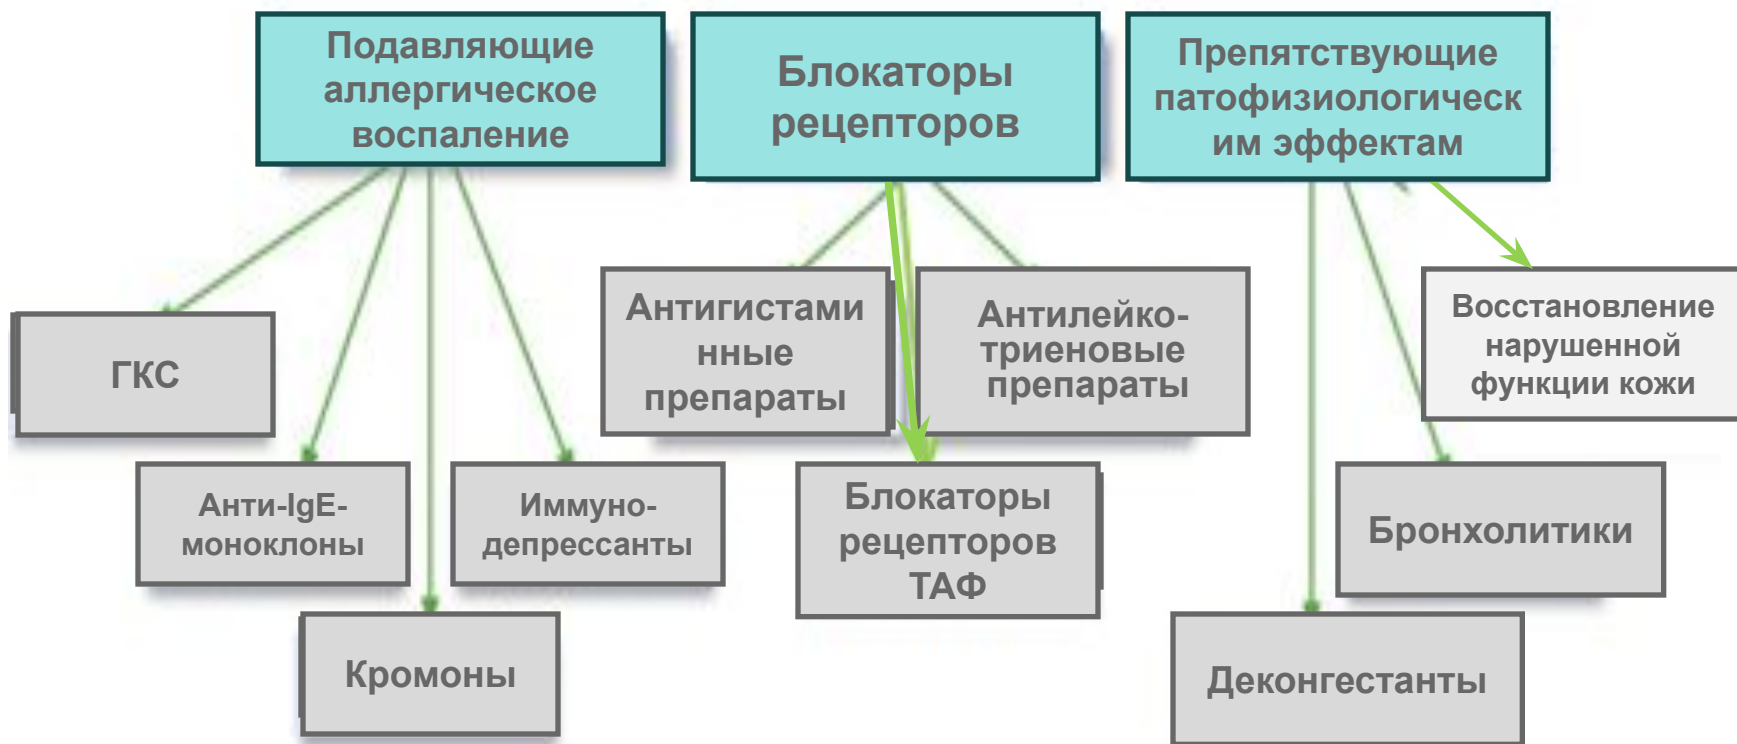 Подавляющие
аллергическое
воспаление
Блокаторы
рецепторов
Препятствующие
патофизиологическ
им эффектам
ГКС
Антигистами
нные
препараты
Антилейко-
триеновые
препараты
Восстановление
нарушенной
функции кожи
Анти-IgE-
моноклоны
Иммуно-
депрессанты
Блокаторы
рецепторов
ТАФ
Бронхолитики
Кромоны
Деконгестанты